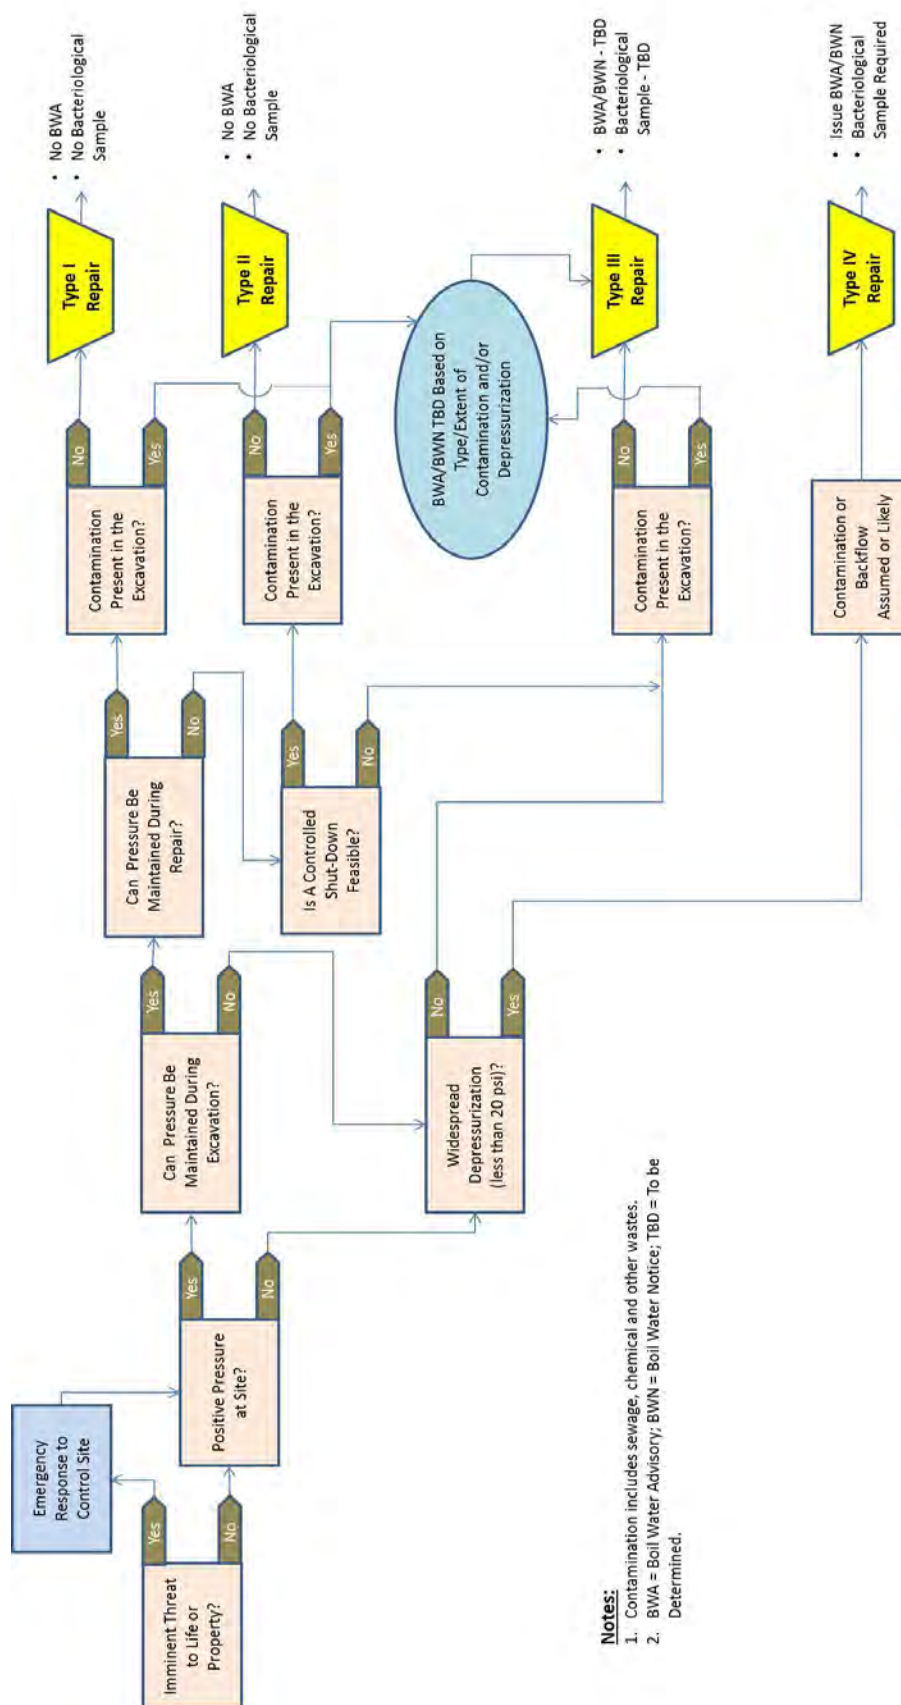 Imminent Threat
to Life or
Property?
Yes
No
Emergency
Response to
Control Site
Positive Pressure
at Site?
Yes
No
Can Pressure Be
Maintained During
Excavation?
Yes
No
Widespread
Depressurization
(less than 20 psi)?
No
Yes
Can Pressure Be
Maintained During
Repair?
Yes
No
Is A Controlled
Shut-Down
Feasible?
Yes
No
Contamination
Present in the
Excavation?
No
Yes
Contamination
Present in the
Excavation?
No
Yes
BWA/BWN TBD Based on
Type/Extent of
Contamination and/or
Depressurization
Contamination
Present in the
Excavation?
No
Yes
Contamination or
Backflow
Assumed or Likely
Type I
Repair
• No BWA
• No Bacteriological
Sample
Type II
Repair
• No BWA
• No Bacteriological
Sample
Type III
Repair
• BWA/BWN - TBD
• Bacteriological
Sample - TBD
Type IV
Repair
• Issue BWA/BWN
• Bacteriological
Sample Required
Notes:
1. Contamination includes sewage, chemical and other wastes.
2. BWA = Boil Water Advisory; BWN = Boil Water Notice; TBD = To be
Determined.